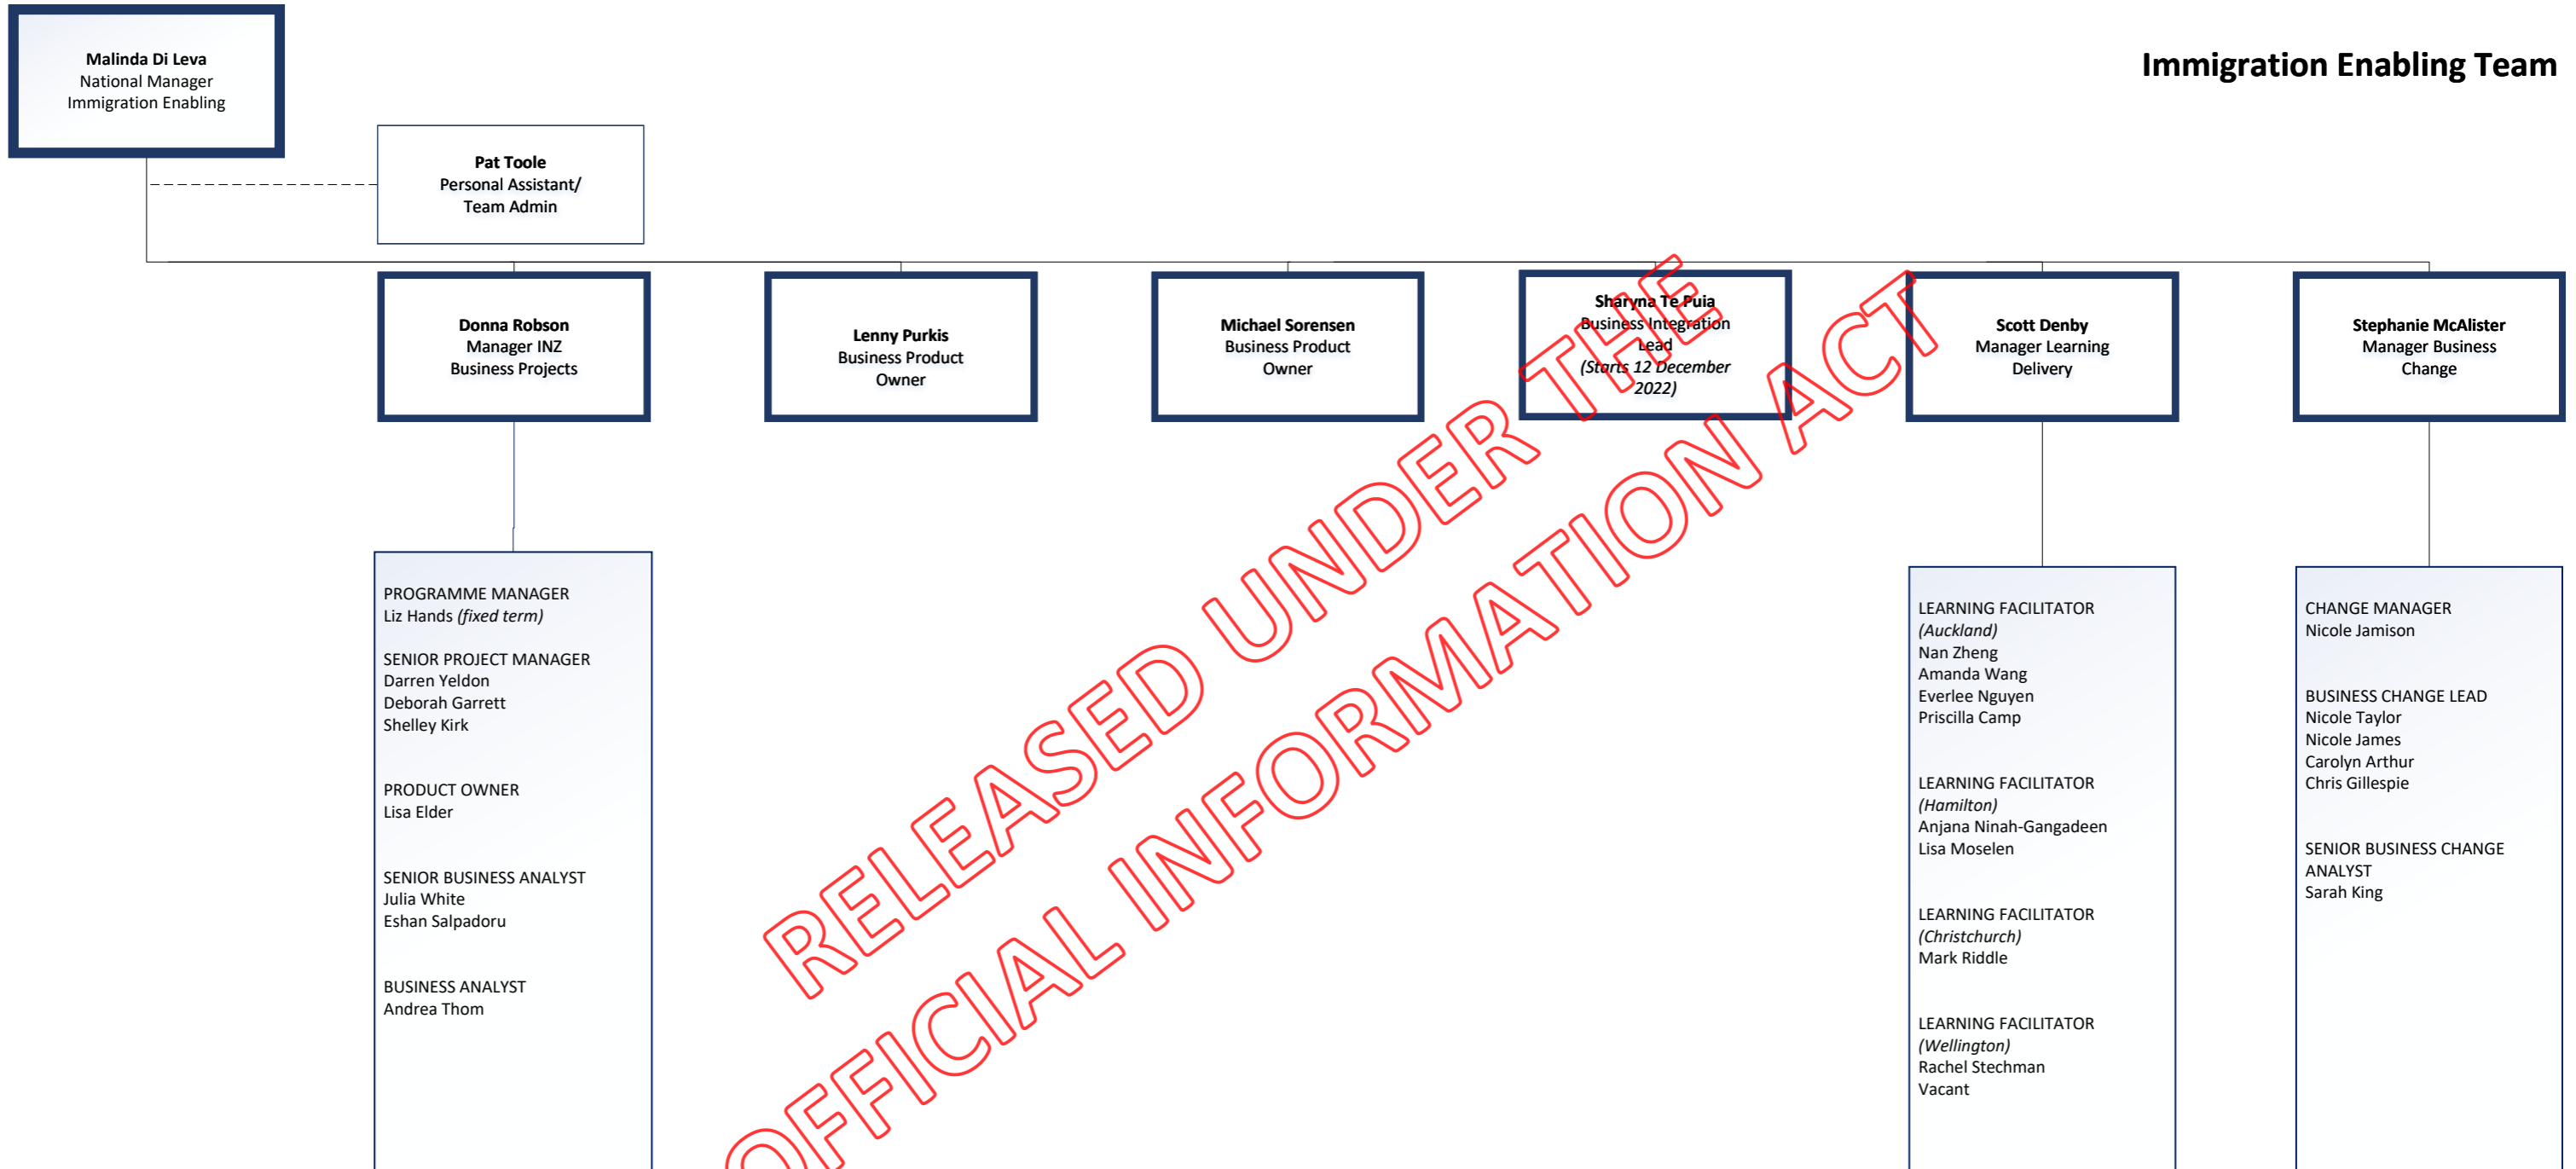 Immigration Enabling Team
Malinda Di Leva
National Manager
Immigration Enabling
Pat Toole
Personal Assistant/
Team Admin
Donna Robson
Manager INZ
Business Projects
Lenny Purkis
Business Product
Owner
Michael Sorensen
Business Product
Owner
Sharyna Te Puia
Business Integration
Lead
(Starts 12 December
2022)
Scott Denby
Manager Learning
Delivery
Stephanie McAlister
Manager Business
Change
PROGRAMME MANAGER
Liz Hands (fixed term)
SENIOR PROJECT MANAGER
Darren Yeldon
Deborah Garrett
Shelley Kirk
PRODUCT OWNER
Lisa Elder
SENIOR BUSINESS ANALYST
Julia White
Eshan Salpadoru
BUSINESS ANALYST
Andrea Thom
LEARNING FACILITATOR
(Auckland)
Nan Zheng
Amanda Wang
Everlee Nguyen
Priscilla Camp
LEARNING FACILITATOR
(Hamilton)
Anjana Ninah-Gangadeen
Lisa Moselen
LEARNING FACILITATOR
(Christchurch)
Mark Riddle
LEARNING FACILITATOR
(Wellington)
Rachel Stechman
Vacant
CHANGE MANAGER
Nicole Jamison
BUSINESS CHANGE LEAD
Nicole Taylor
Nicole James
Carolyn Arthur
Chris Gillespie
SENIOR BUSINESS CHANGE
ANALYST
Sarah King
RELEASED UNDER THE
OFFICIAL INFORMATION ACT